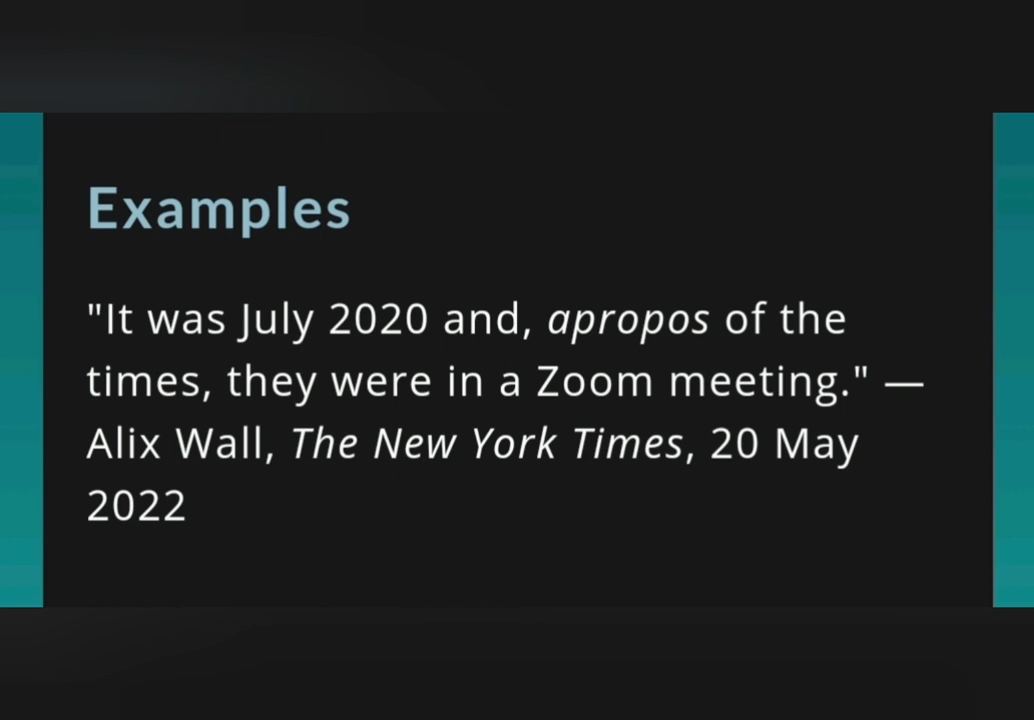 Examples
"It was July 2020 and, apropos of the
times, they were in a Zoom meeting." —
Alix Wall, The New York Times, 20 May
2022